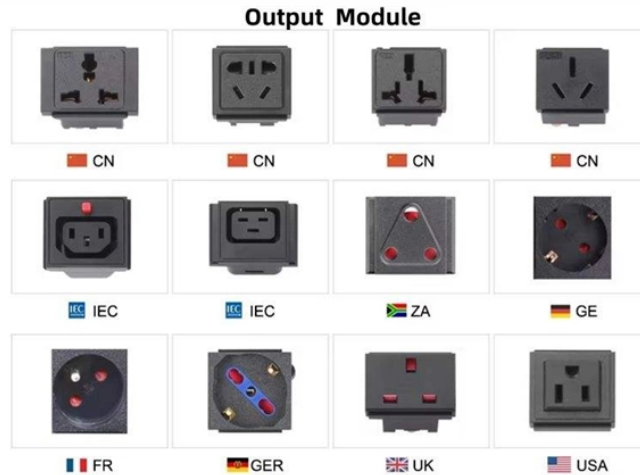 Output Module
CN
CN
CN
CN
IEC IEC
IEC IEC
ZA
GE
FR
GER
UK
USA